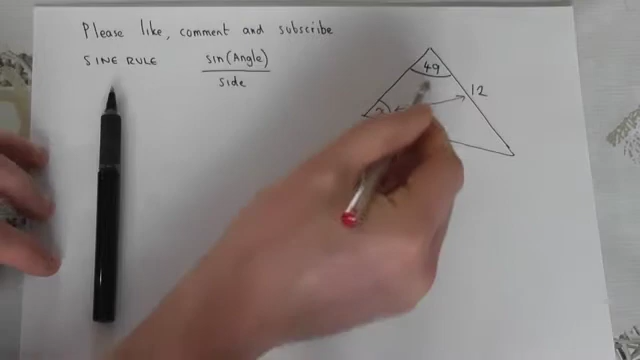 Please like, comment and subscribe
SINE RULE
sin(Angle)
side
49
12
x